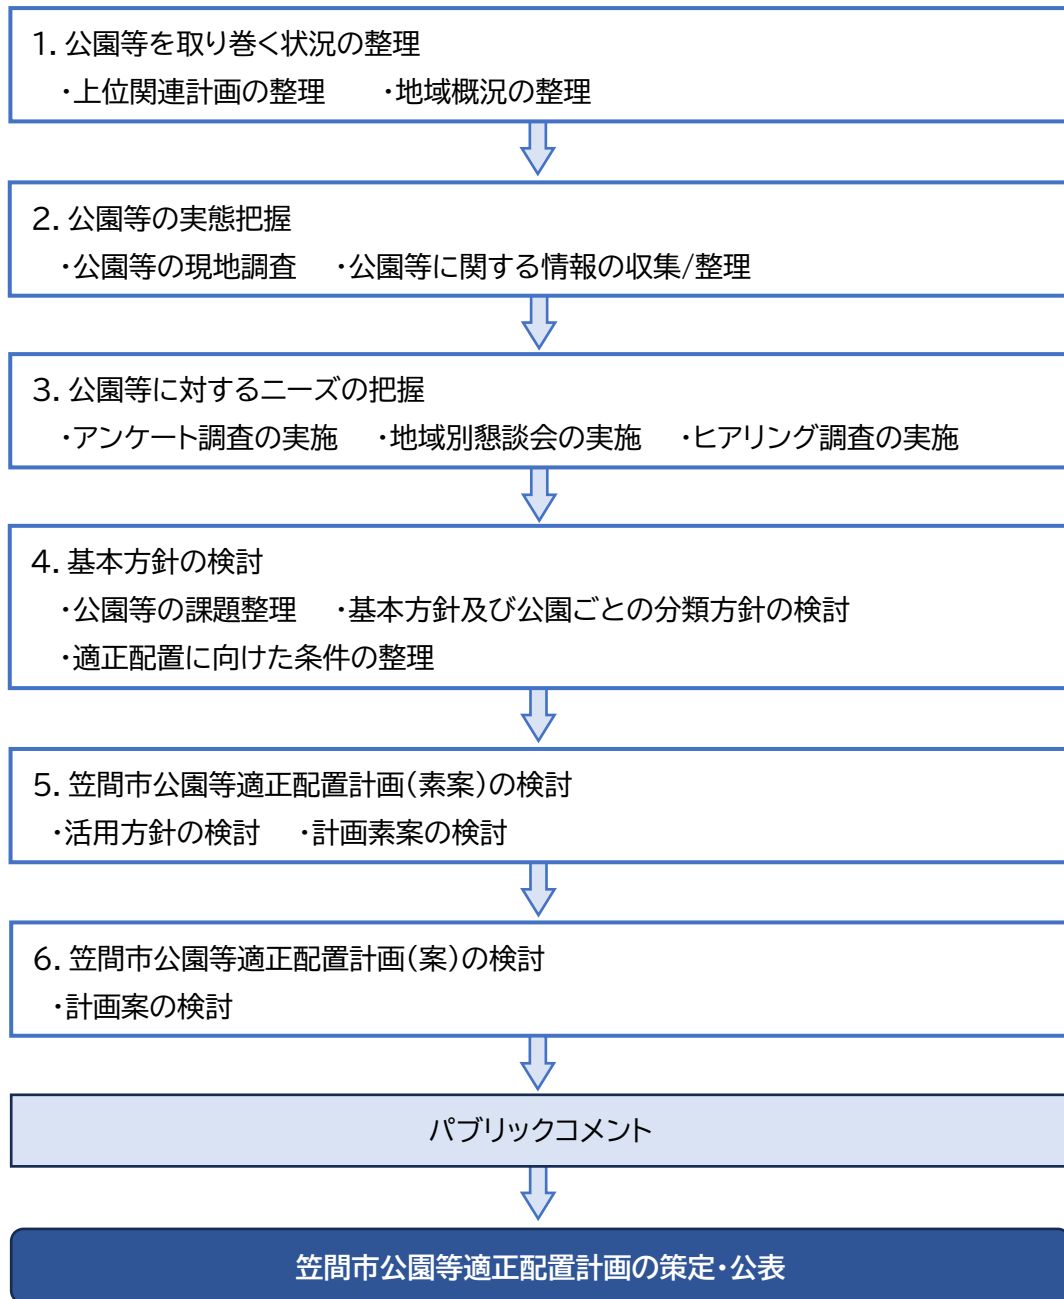 1. 公園等を取り巻く状況の整理
・上位関連計画の整理　・地域概況の整理
2. 公園等の実態把握
・公園等の現地調査　・公園等に関する情報の収集/整理
3. 公園等に対するニーズの把握
・アンケート調査の実施　・地域別懇談会の実施　・ヒアリング調査の実施
4. 基本方針の検討
・公園等の課題整理　・基本方針及び公園ごとの分類方針の検討
・適正配置に向けた条件の整理
5. 笠間市公園等適正配置計画(素案)の検討
・活用方針の検討　・計画素案の検討
6. 笠間市公園等適正配置計画(案)の検討
・計画案の検討
パブリックコメント
笠間市公園等適正配置計画の策定・公表